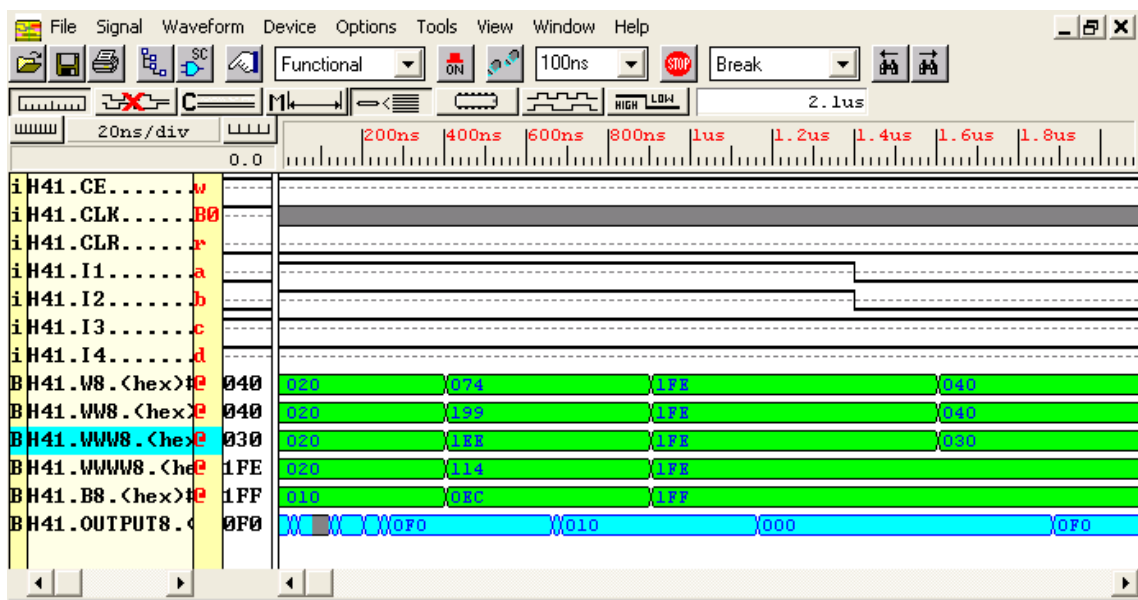 File Signal Waveform Device Options Tools View Window Help
SC Functional ON 100ns STOP Break
C M HIGH LOW 2.1us
20ns/div 200ns 400ns 600ns 800ns 1us 1.2us 1.4us 1.6us 1.8us
0.0
i H41.CE.......w
i H41.CLK......B0
i H41.CLR......r
i H41.I1.......a
i H41.I2.......b
i H41.I3.......c
i H41.I4.......d
B H41.W8.(hex)#@ 040 020 074 1FE 040
B H41.WW8.(hex)@ 040 020 199 1FE 040
B H41.WWW8.(he@ 030 020 1EE 1FE 030
B H41.WWWW8.(he@ 1FE 020 114 1FE
B H41.B8.(hex)#@ 1FF 010 0EC 1FF
B H41.OUTPUT8.( 0F0 0F0 010 000 0F0